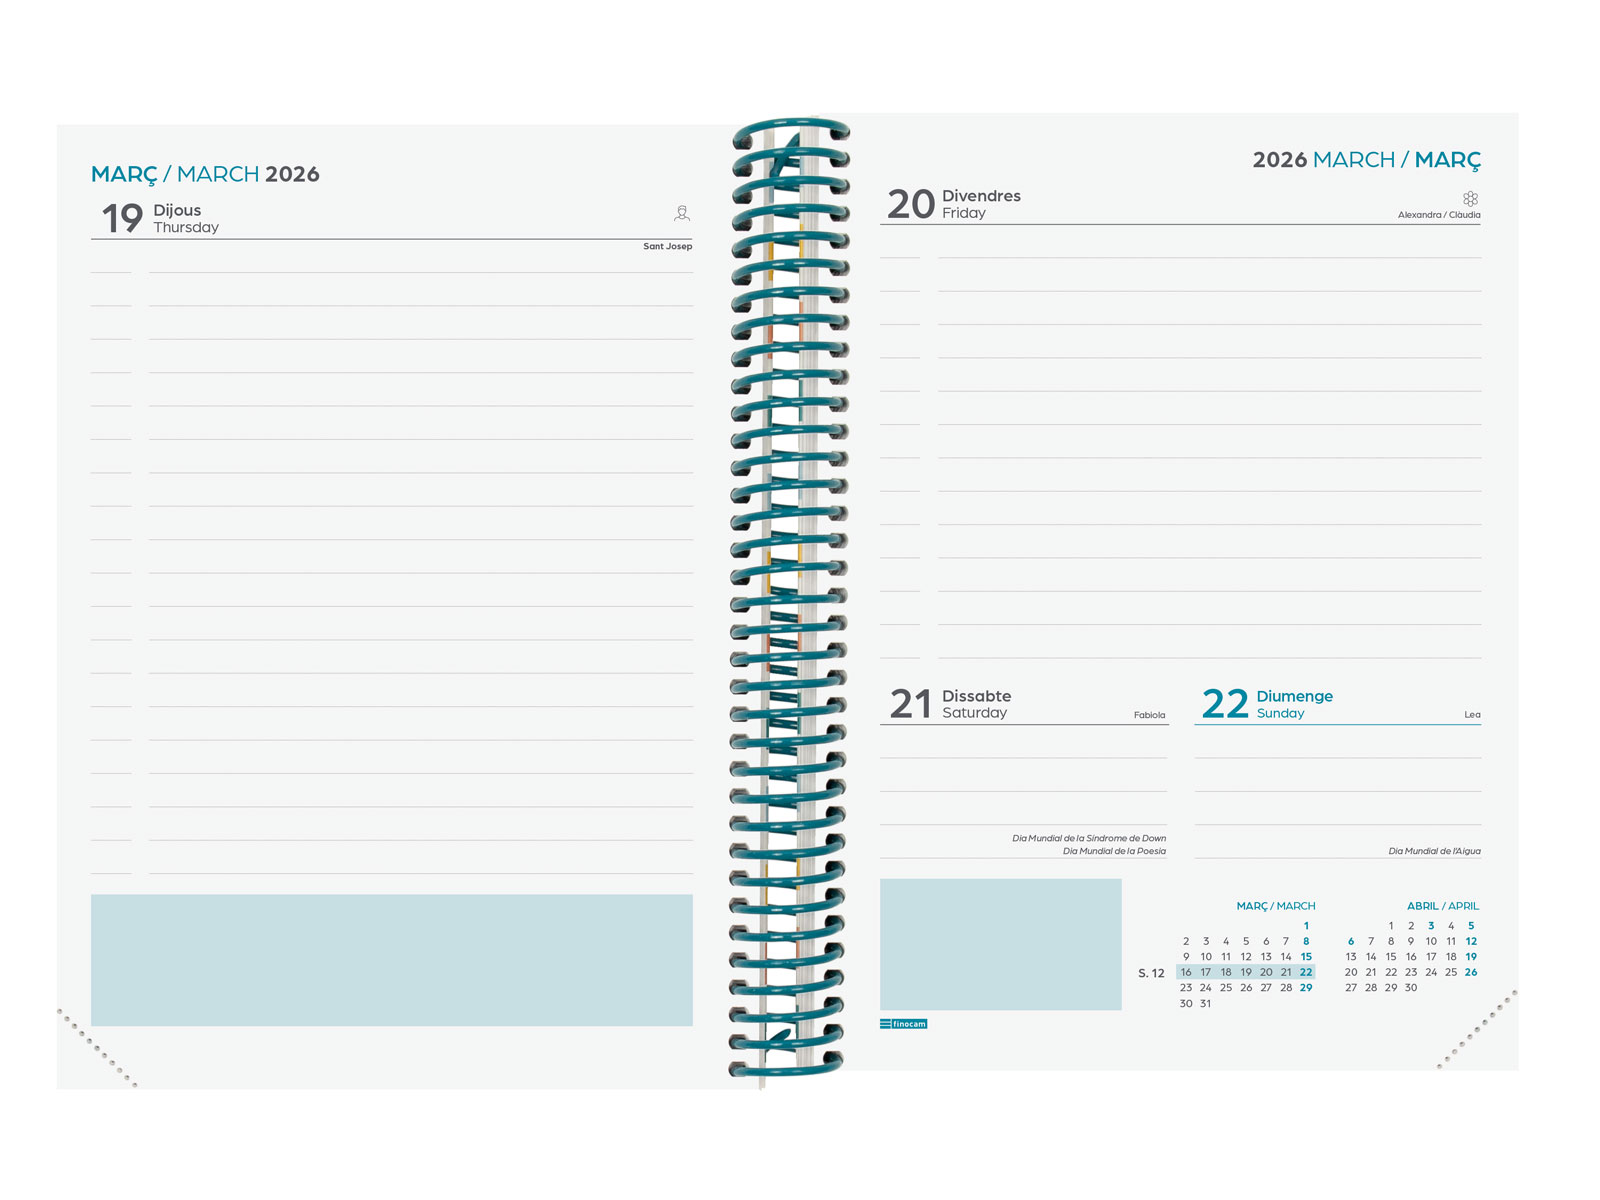 MARÇ / MARCH 2026
19 Dijous
Thursday
Sant Josep
2026 MARCH / MARÇ
20 Divendres
Friday
Alexandra / Clàudia
21 Dissabte
Saturday
Fabiola
Dia Mundial de la Síndrome de Down
Dia Mundial de la Poesia
22 Diumenge
Sunday
Lea
Dia Mundial de l'Aigua
S. 12
MARÇ / MARCH
1
2 3 4 5 6 7 8
9 10 11 12 13 14 15
16 17 18 19 20 21 22
23 24 25 26 27 28 29
30 31
ABRIL / APRIL
1 2 3 4 5
6 7 8 9 10 11 12
13 14 15 16 17 18 19
20 21 22 23 24 25 26
27 28 29 30
finocam